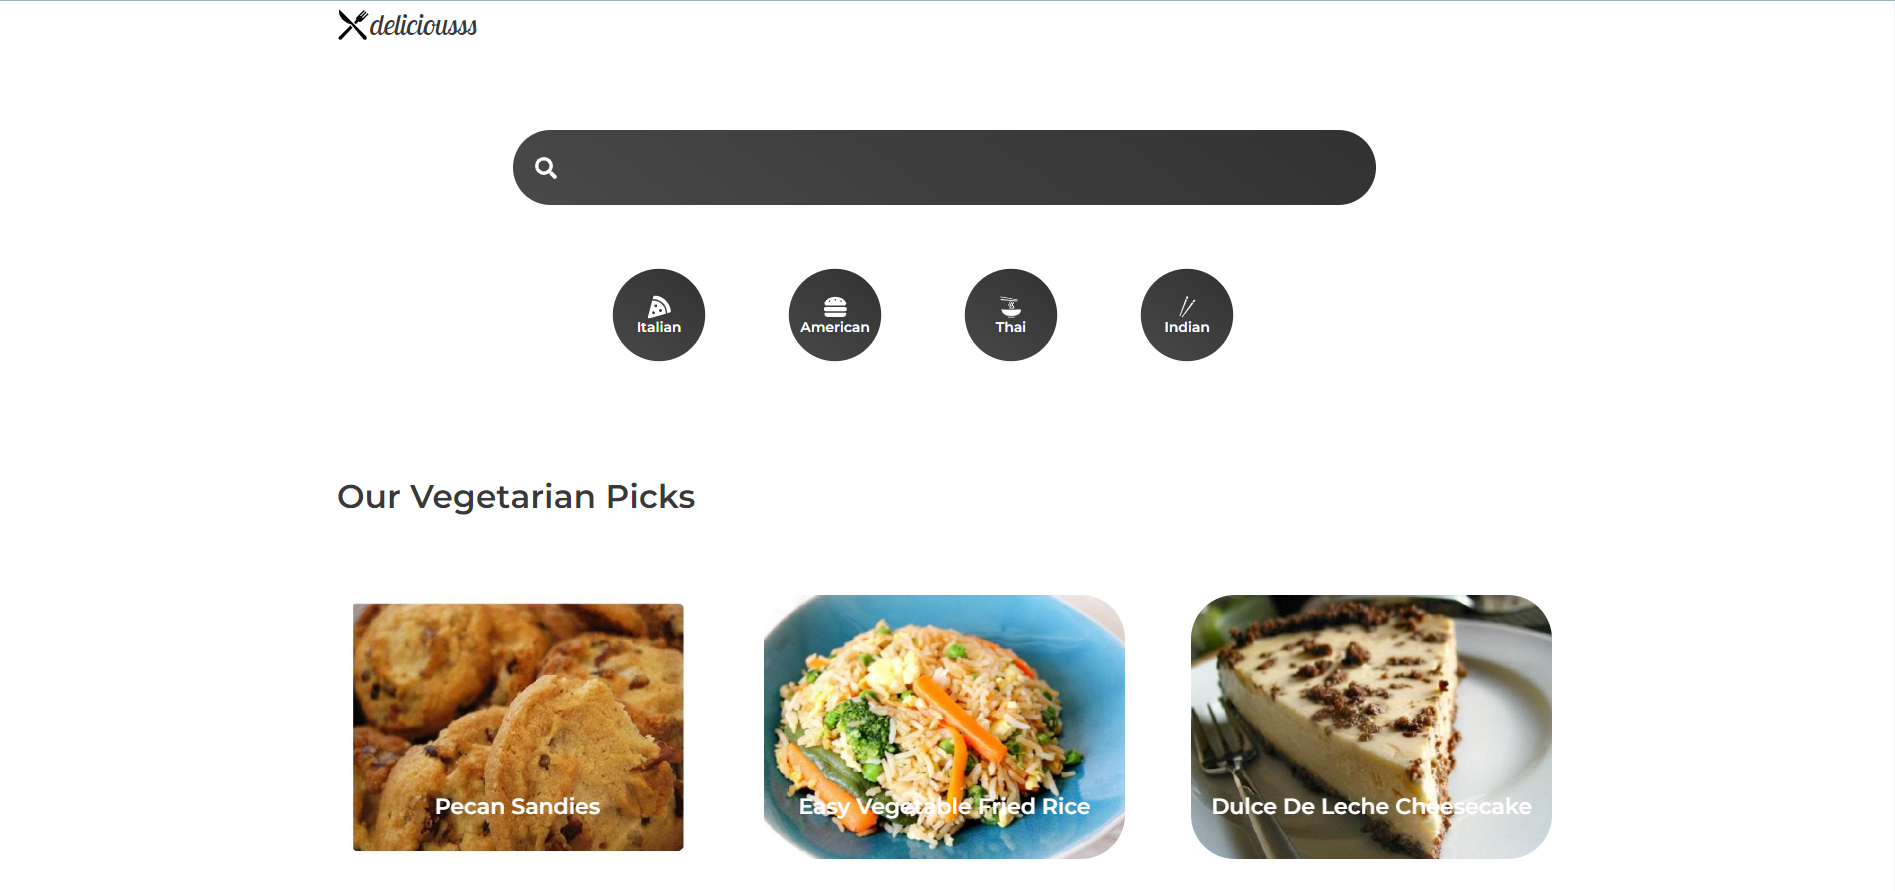 deliciousss
Italian
American
Thai
Indian
Our Vegetarian Picks
Pecan Sandies
Easy Vegetable Fried Rice
Dulce De Leche Cheesecake